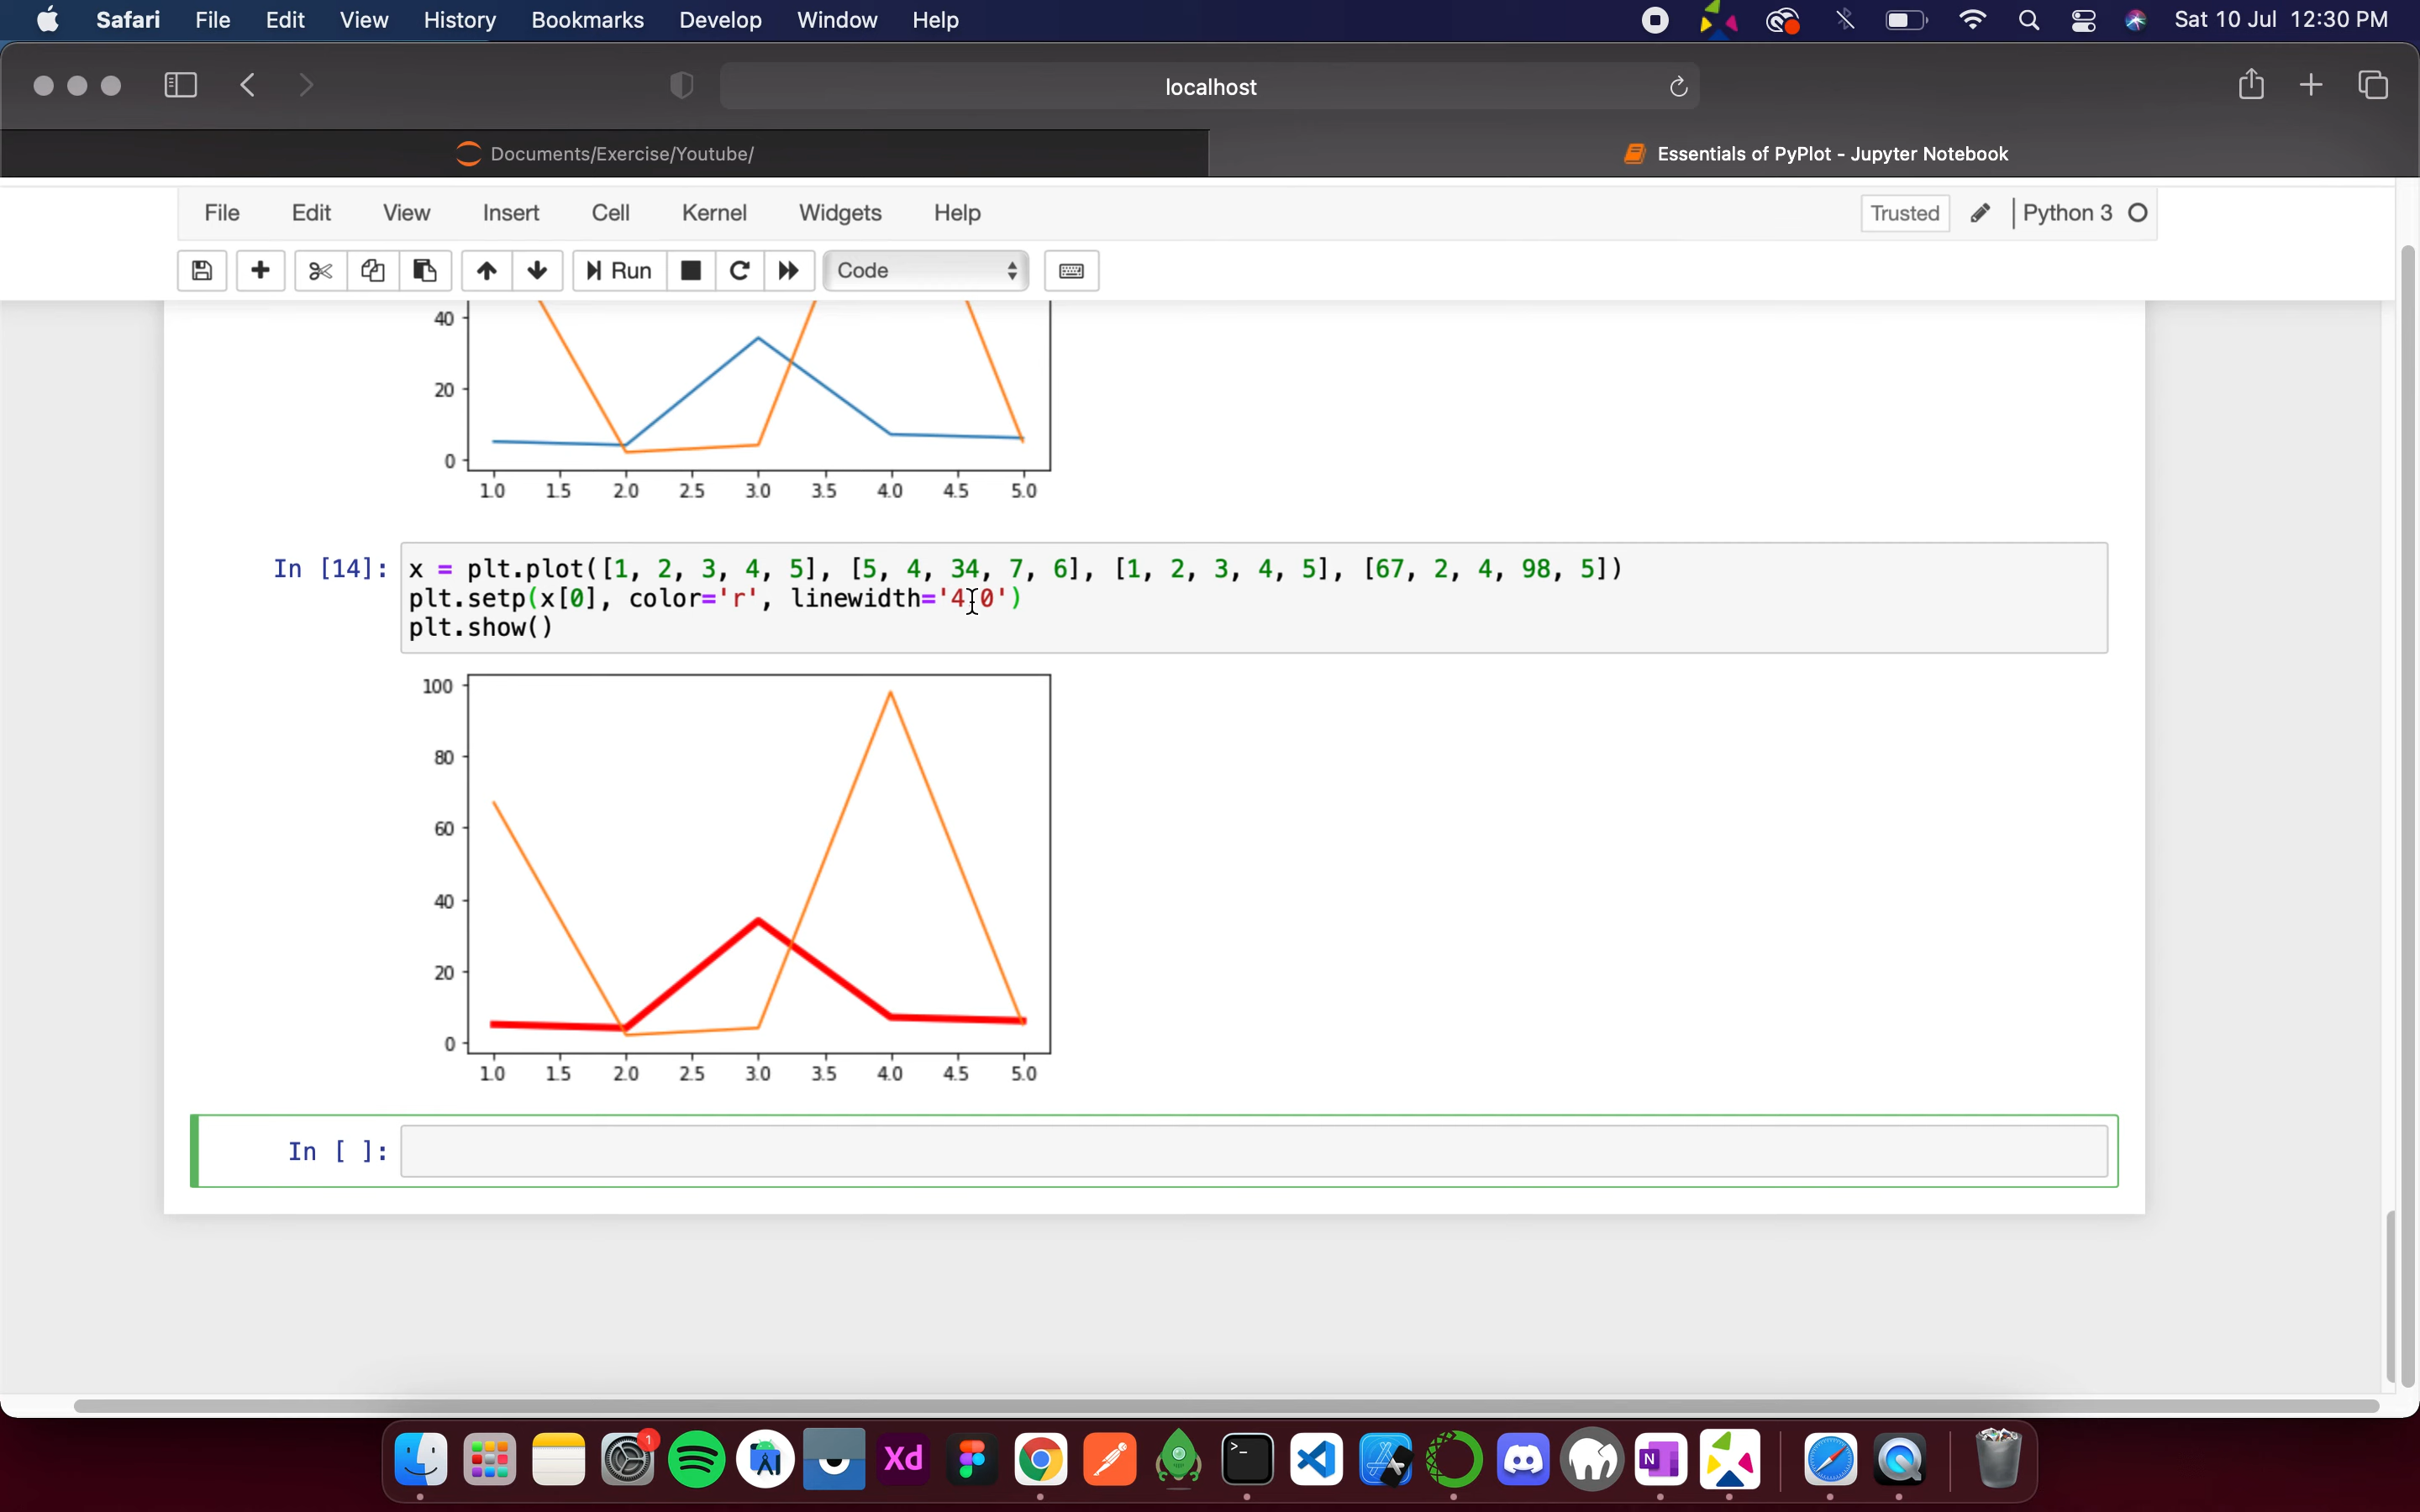 Safari File Edit View History Bookmarks Develop Window Help Sat 10 Jul 12:30 PM
localhost
Documents/Exercise/Youtube/ Essentials of PyPlot - Jupyter Notebook
File Edit View Insert Cell Kernel Widgets Help Trusted Python 3
Run Code
40
20
0
1.0 1.5 2.0 2.5 3.0 3.5 4.0 4.5 5.0
In [14]: x = plt.plot([1, 2, 3, 4, 5], [5, 4, 34, 7, 6], [1, 2, 3, 4, 5], [67, 2, 4, 98, 5])
plt.setp(x[0], color='r', linewidth='4.0')
plt.show()
100
80
60
40
20
0
1.0 1.5 2.0 2.5 3.0 3.5 4.0 4.5 5.0
In [ ]:
1
Xd
>_
N